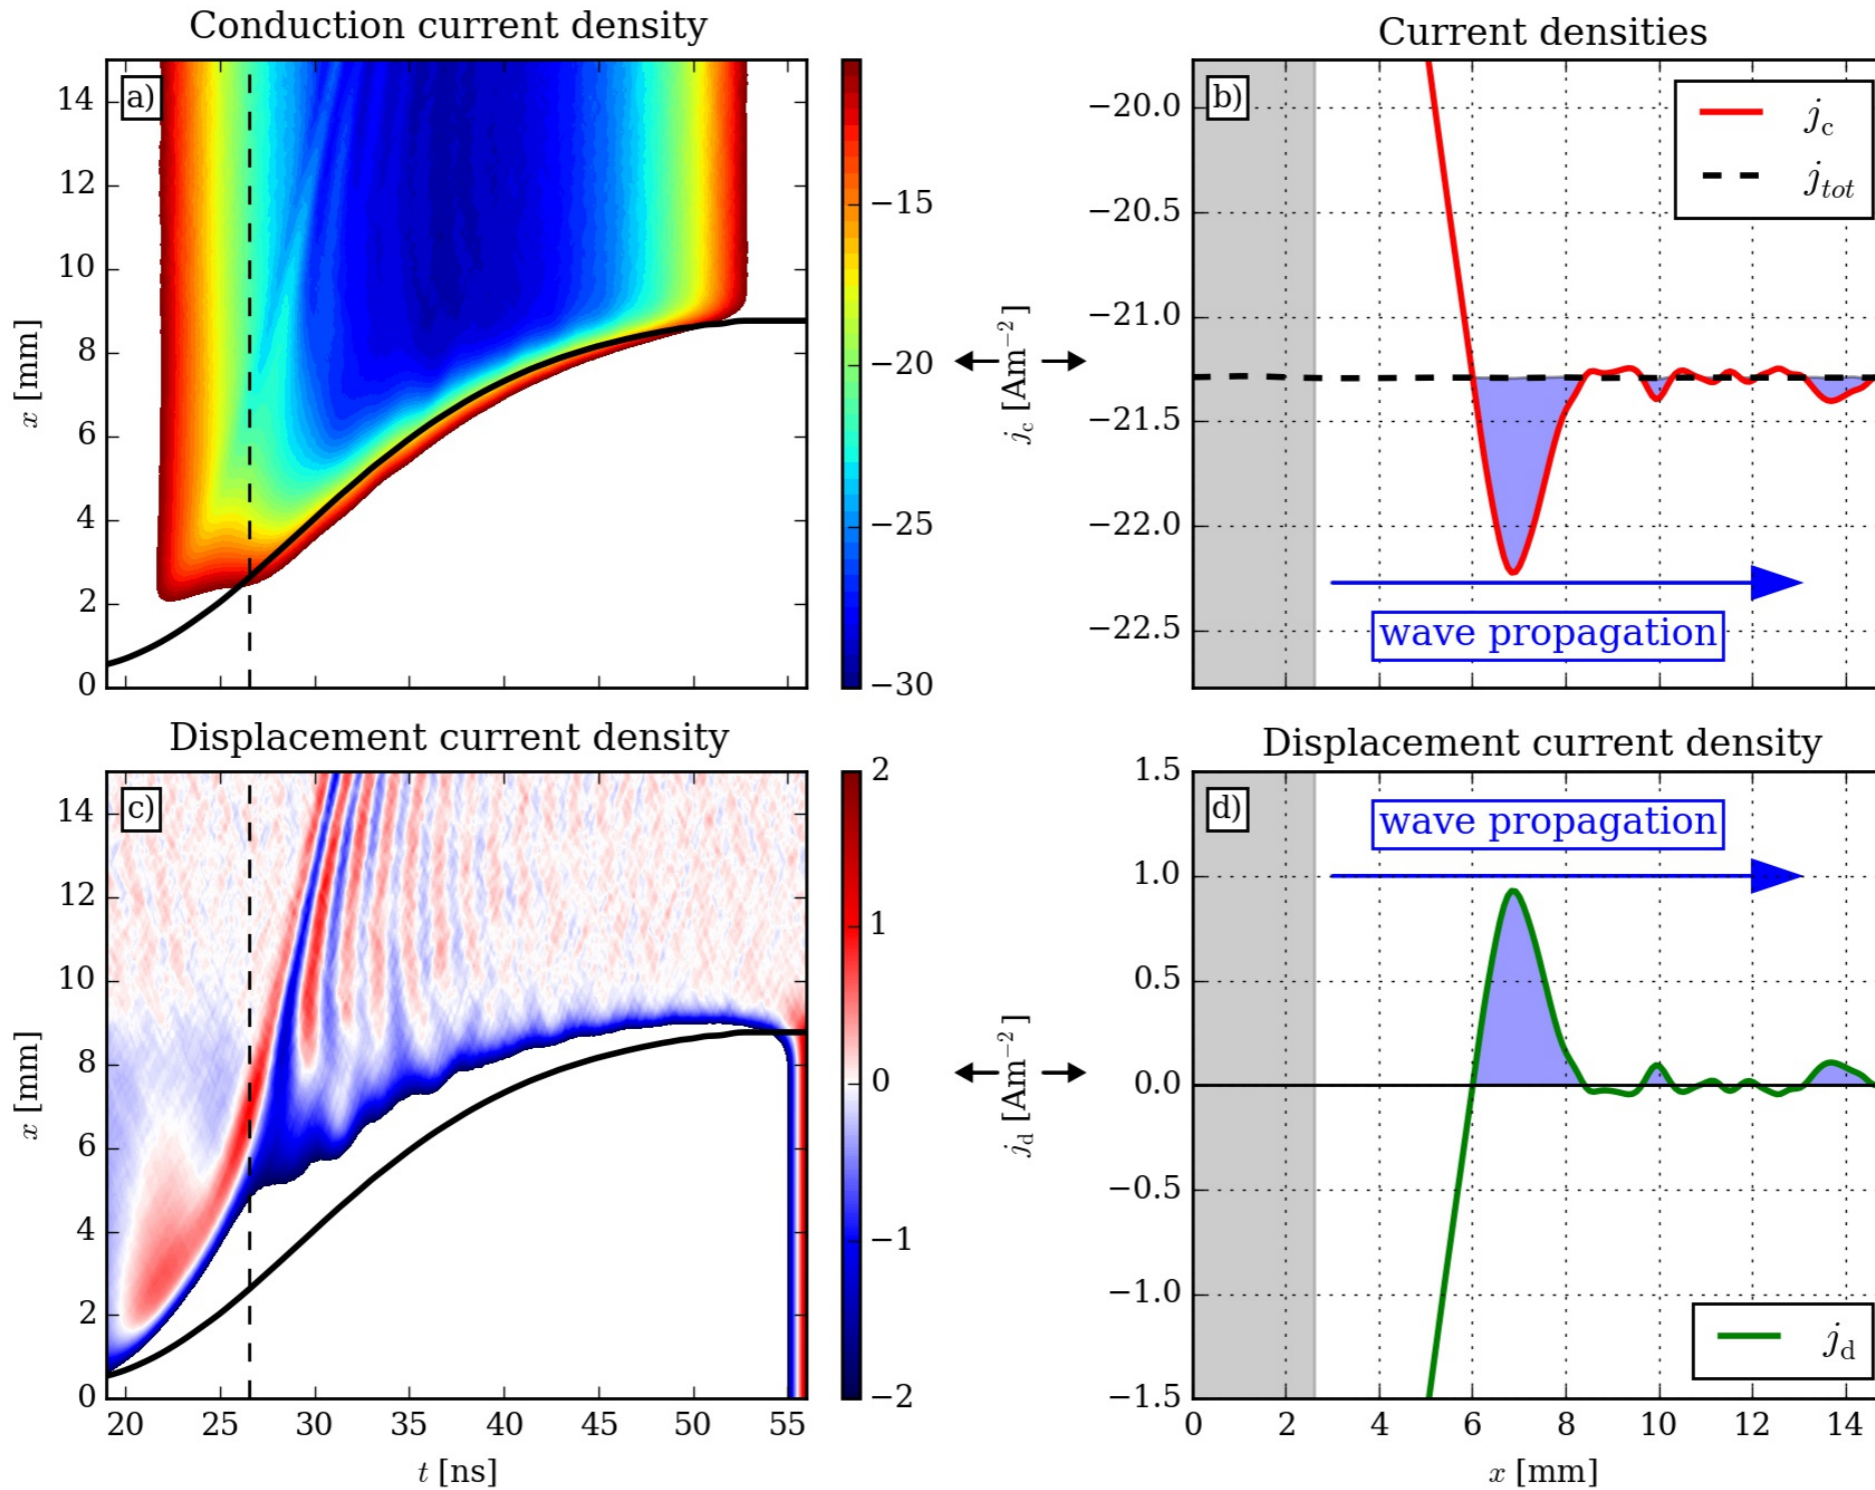 Conduction current density
a)
14
12
10
8
6
4
2
0
x [mm]
−15
−20
−25
−30
j_c [Am⁻²]
Current densities
b)
−20.0
−20.5
−21.0
−21.5
−22.0
−22.5
j_c
j_tot
wave propagation
Displacement current density
c)
14
12
10
8
6
4
2
0
x [mm]
20 25 30 35 40 45 50 55
t [ns]
2
1
0
−1
−2
j_d [Am⁻²]
Displacement current density
d)
1.5
1.0
0.5
0.0
−0.5
−1.0
−1.5
wave propagation
j_d
0 2 4 6 8 10 12 14
x [mm]